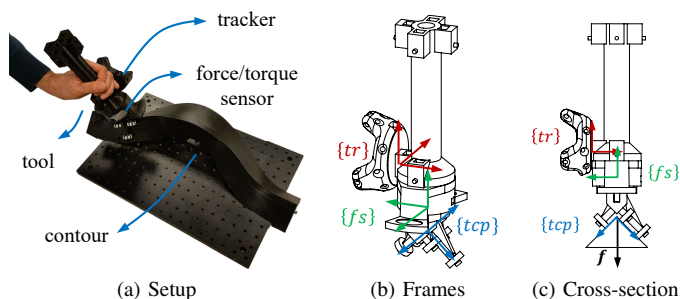 tracker
force/torque
sensor
tool
contour
(a) Setup
{tr}
{fs}
{tcp}
(b) Frames
{tr}
{fs}
{tcp}
f
(c) Cross-section